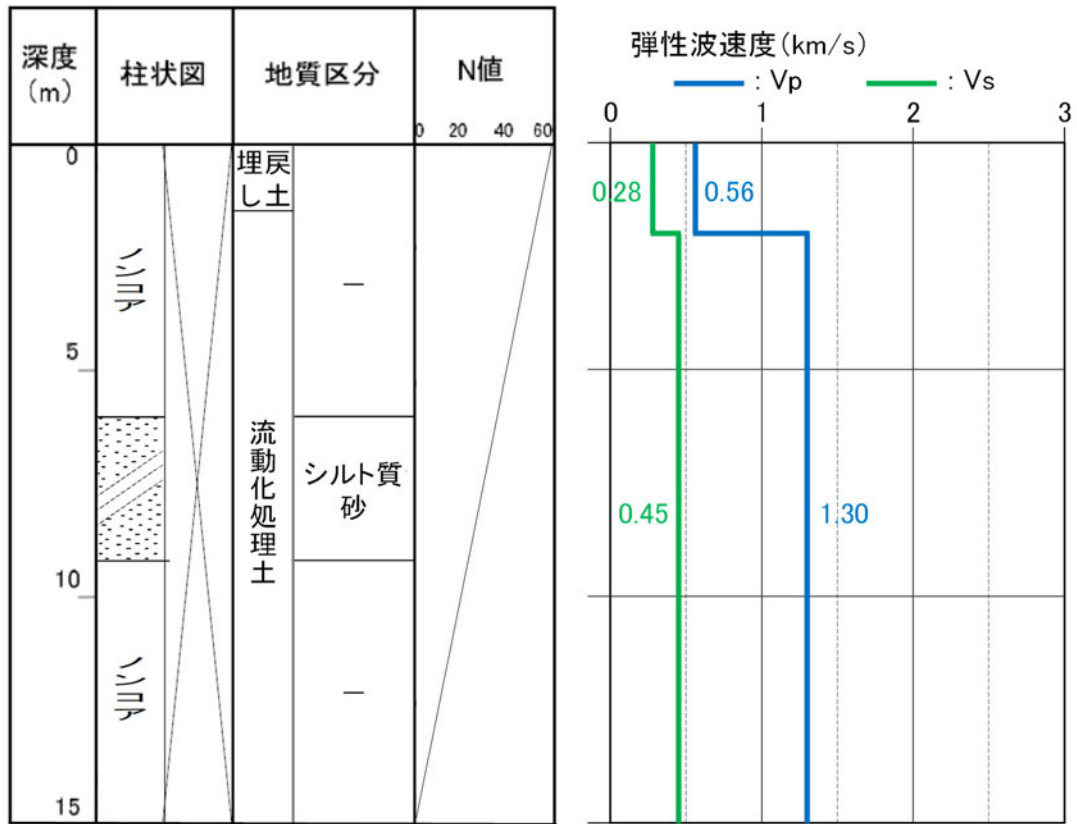 深度
(m)
柱状図
地質区分
N値
0 20 40 60
0
5
10
15
ノンコア
ノンコア
埋戻
し土
流動化処理土
—
シルト質
砂
—
弾性波速度(km/s)
: Vp : Vs
0 1 2 3
0.28 0.56
0.45 1.30